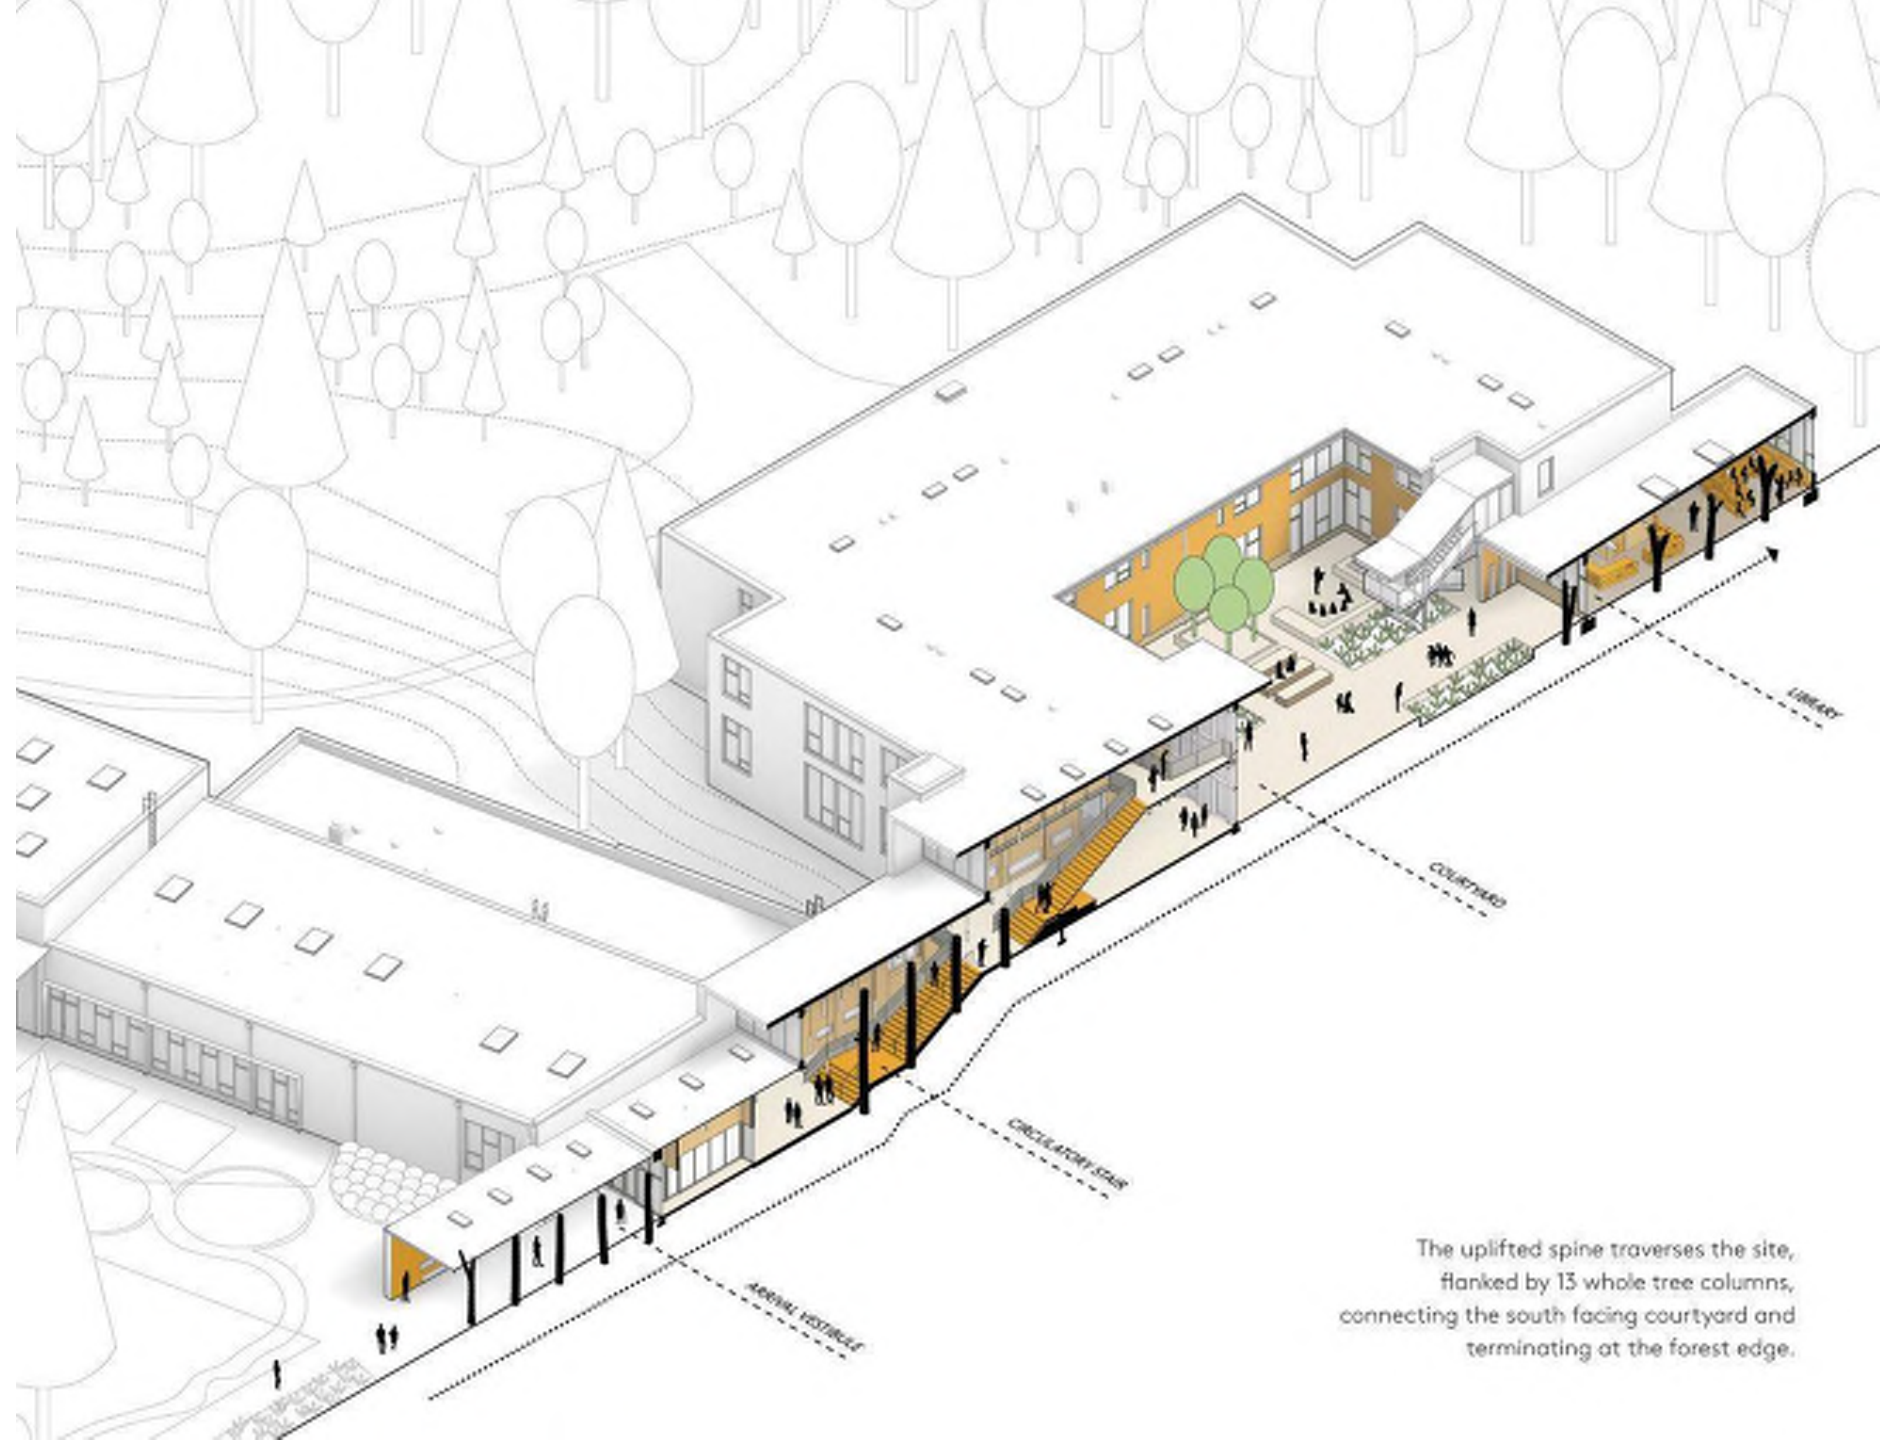 LIBRARY
COURTYARD
CIRCULATORY STAIR
ARRIVAL VESTIBULE
The uplifted spine traverses the site,
flanked by 13 whole tree columns,
connecting the south facing courtyard and
terminating at the forest edge.